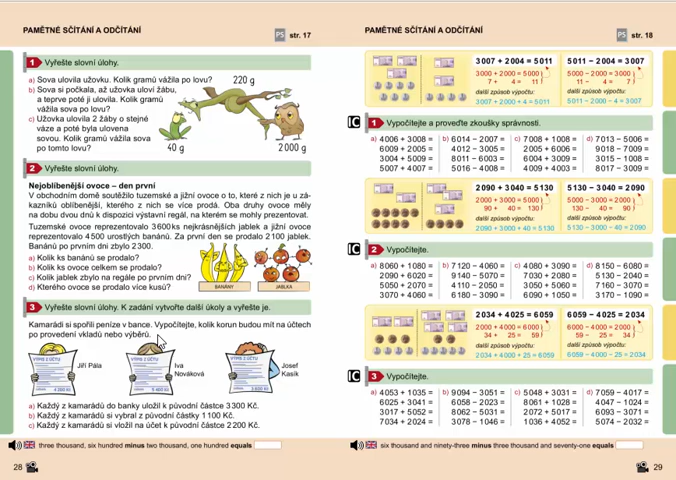 PAMĚTNÉ SČÍTÁNÍ A ODČÍTÁNÍ
PS str. 17
1 Vyřešte slovní úlohy.
a) Sova ulovila užovku. Kolik gramů vážila po lovu?
b) Sova si počkala, až užovka uloví žábu,
a teprve poté ji ulovila. Kolik gramů
vážila sova po lovu?
c) Užovka ulovila 2 žáby o stejné
váze a poté byla ulovena
sovou. Kolik gramů vážila sova
po tomto lovu?
220 g
40 g
2 000 g
2 Vyřešte slovní úlohy.
Nejoblíbenější ovoce – den první
V obchodním domě soutěžilo tuzemské a jižní ovoce o to, které z nich je u zá-
kazníků oblíbenější, kterého z nich se více prodá. Oba druhy ovoce měly
na dobu dvou dnů k dispozici výstavní regál, na kterém se mohly prezentovat.
Tuzemské ovoce reprezentovalo 3 600 ks nejkrásnějších jablek a jižní ovoce
reprezentovalo 4 500 urostlých banánů. Za první den se prodalo 2 100 jablek.
Banánů po prvním dni zbylo 2 300.
a) Kolik ks banánů se prodalo?
b) Kolik ks ovoce celkem se prodalo?
c) Kolik jablek zbylo na regále po prvním dni?
d) Kterého ovoce se prodalo více kusů?
BANÁNY
JABLKA
3 Vyřešte slovní úlohy. K zadání vytvořte další úkoly a vyřešte je.
Kamarádi si spořili peníze v bance. Vypočítejte, kolik korun budou mít na účtech
po provedení vkladů nebo výběrů.
VÝPIS Z ÚČTU
4 200 Kč
Jiří Pála
VÝPIS Z ÚČTU
5 400 Kč
Iva
Nováková
VÝPIS Z ÚČTU
3 600 Kč
Josef
Kasík
a) Každý z kamarádů do banky uložil k původní částce 3 300 Kč.
b) Každý z kamarádů si vybral z původní částky 1 100 Kč.
c) Každý z kamarádů si vložil na účet k původní částce 2 200 Kč.
three thousand, six hundred minus two thousand, one hundred equals
28
PAMĚTNÉ SČÍTÁNÍ A ODČÍTÁNÍ
PS str. 18
3 007 + 2 004 = 5 011
3 000 + 2 000 = 5 000
7 + 4 = 11
další způsob výpočtu:
3 007 + 2 000 + 4 = 5 011
5 011 − 2 004 = 3 007
5 000 − 2 000 = 3 000
11 − 4 = 7
další způsob výpočtu:
5 011 − 2 000 − 4 = 3 007
1 Vypočítejte a proveďte zkoušky správnosti.
a) 4 006 + 3 008 = b) 6 014 − 2 007 = c) 7 008 + 1 008 = d) 7 013 − 5 006 =
6 009 + 2 005 = 4 012 − 3 005 = 2 005 + 6 006 = 9 018 − 7 009 =
3 004 + 5 009 = 8 011 − 6 003 = 6 004 + 3 009 = 3 015 − 1 008 =
5 007 + 4 007 = 5 016 − 4 008 = 4 009 + 4 003 = 8 017 − 3 009 =
2 090 + 3 040 = 5 130
2 000 + 3 000 = 5 000
90 + 40 = 130
další způsob výpočtu:
2 090 + 3 000 + 40 = 5 130
5 130 − 3 040 = 2 090
5 000 − 3 000 = 2 000
130 − 40 = 90
další způsob výpočtu:
5 130 − 3 000 − 40 = 2 090
2 Vypočítejte.
a) 8 060 + 1 080 = b) 7 120 − 4 060 = c) 4 080 + 3 090 = d) 8 150 − 6 080 =
2 090 + 6 020 = 9 140 − 5 070 = 7 030 + 2 080 = 5 130 − 2 040 =
5 050 + 2 070 = 4 110 − 2 050 = 3 050 + 5 060 = 7 160 − 3 070 =
3 070 + 4 060 = 6 180 − 3 090 = 6 090 + 1 050 = 3 170 − 1 090 =
2 034 + 4 025 = 6 059
2 000 + 4 000 = 6 000
34 + 25 = 59
další způsob výpočtu:
2 034 + 4 000 + 25 = 6 059
6 059 − 4 025 = 2 034
6 000 − 4 000 = 2 000
59 − 25 = 34
další způsob výpočtu:
6 059 − 4 000 − 25 = 2 034
3 Vypočítejte.
a) 4 053 + 1 035 = b) 9 094 − 3 051 = c) 5 048 + 3 031 = d) 7 059 − 4 017 =
6 025 + 3 041 = 6 058 − 2 023 = 8 061 + 1 028 = 4 047 − 1 024 =
3 017 + 5 052 = 8 062 − 5 031 = 2 072 + 5 017 = 6 093 − 3 071 =
7 034 + 2 024 = 3 078 − 1 046 = 1 036 + 4 052 = 5 074 − 2 032 =
six thousand and ninety-three minus three thousand and seventy-one equals
29